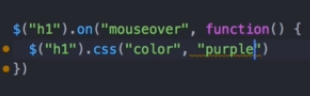 $("h1").on("mouseover", function() {
$("h1").css("color", "purple")
})